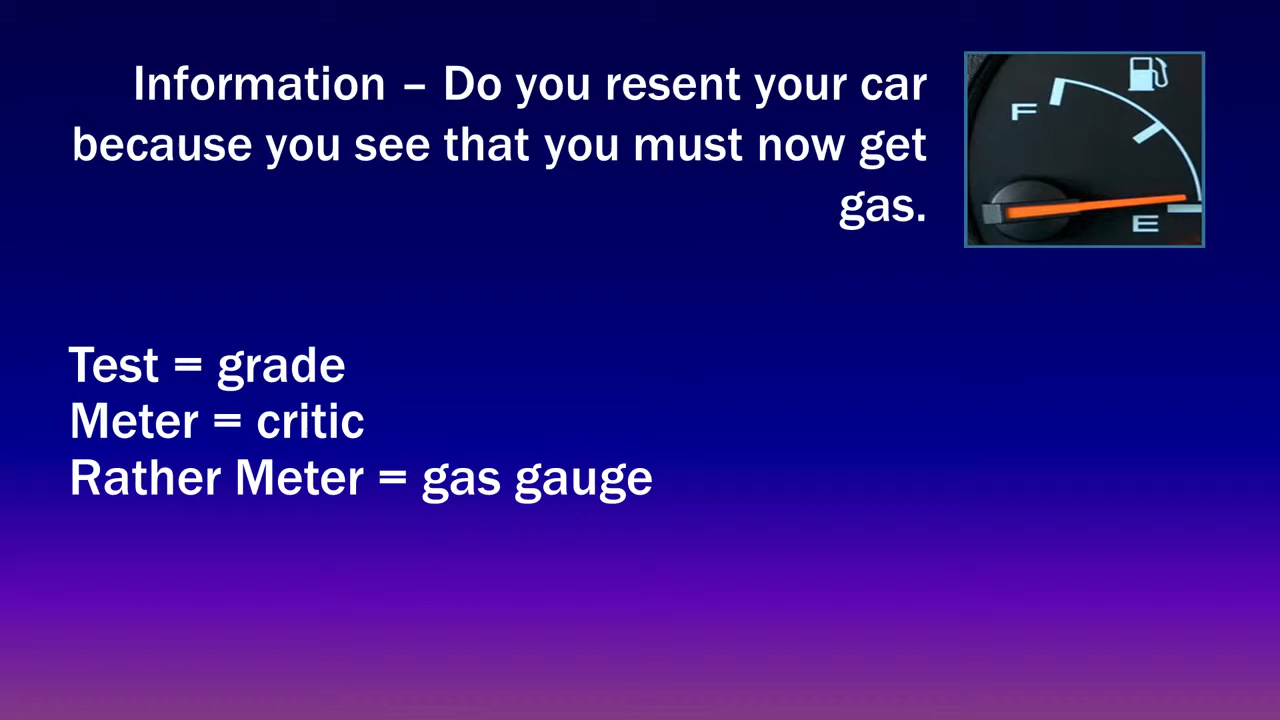 Information – Do you resent your car
because you see that you must now get
gas.
F
E
Test = grade
Meter = critic
Rather Meter = gas gauge